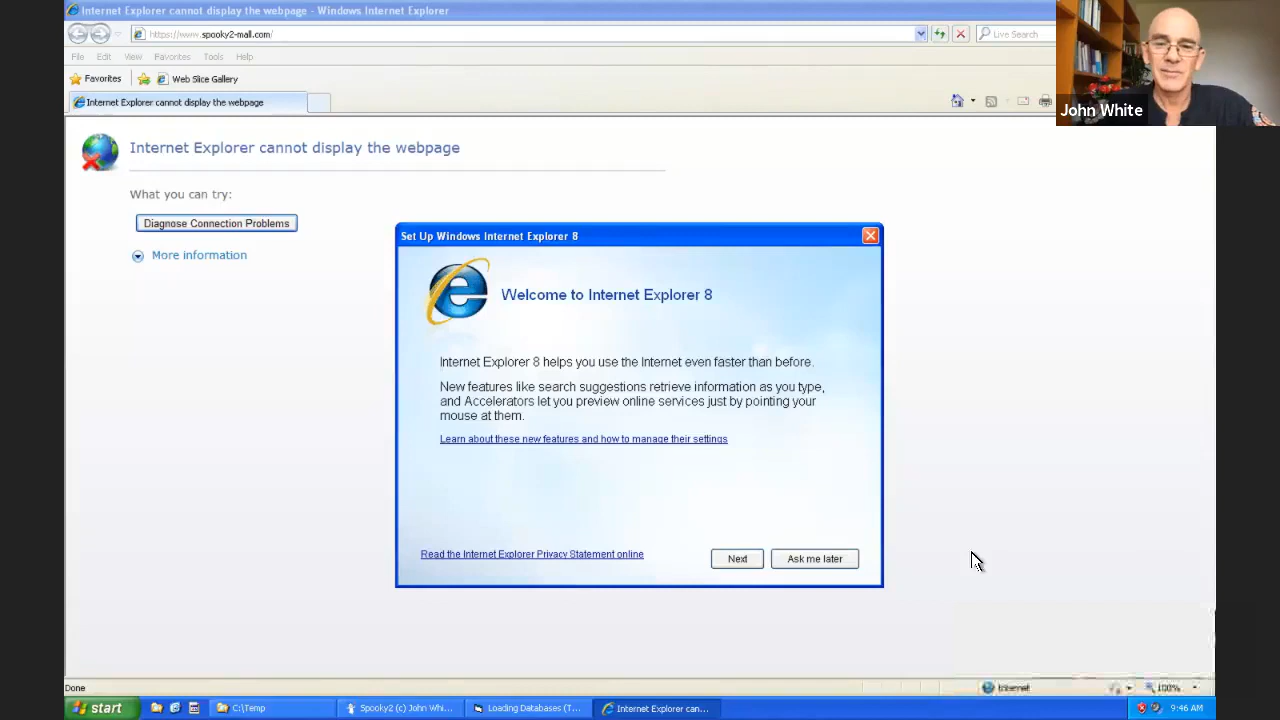 Internet Explorer cannot display the webpage - Windows Internet Explorer
https://www.spooky2-mall.com/
Live Search
File Edit View Favorites Tools Help
Favorites
Web Slice Gallery
Internet Explorer cannot display the webpage
John White
Internet Explorer cannot display the webpage
What you can try:
Diagnose Connection Problems
More information
Set Up Windows Internet Explorer 8
Welcome to Internet Explorer 8
Internet Explorer 8 helps you use the Internet even faster than before.
New features like search suggestions retrieve information as you type,
and Accelerators let you preview online services just by pointing your
mouse at them.
Learn about these new features and how to manage their settings
Read the Internet Explorer Privacy Statement online
Next
Ask me later
Done
Internet
100%
start
C:\Temp
Spooky2 (c) John Whi...
Loading Databases (T...
Internet Explorer can...
9:46 AM